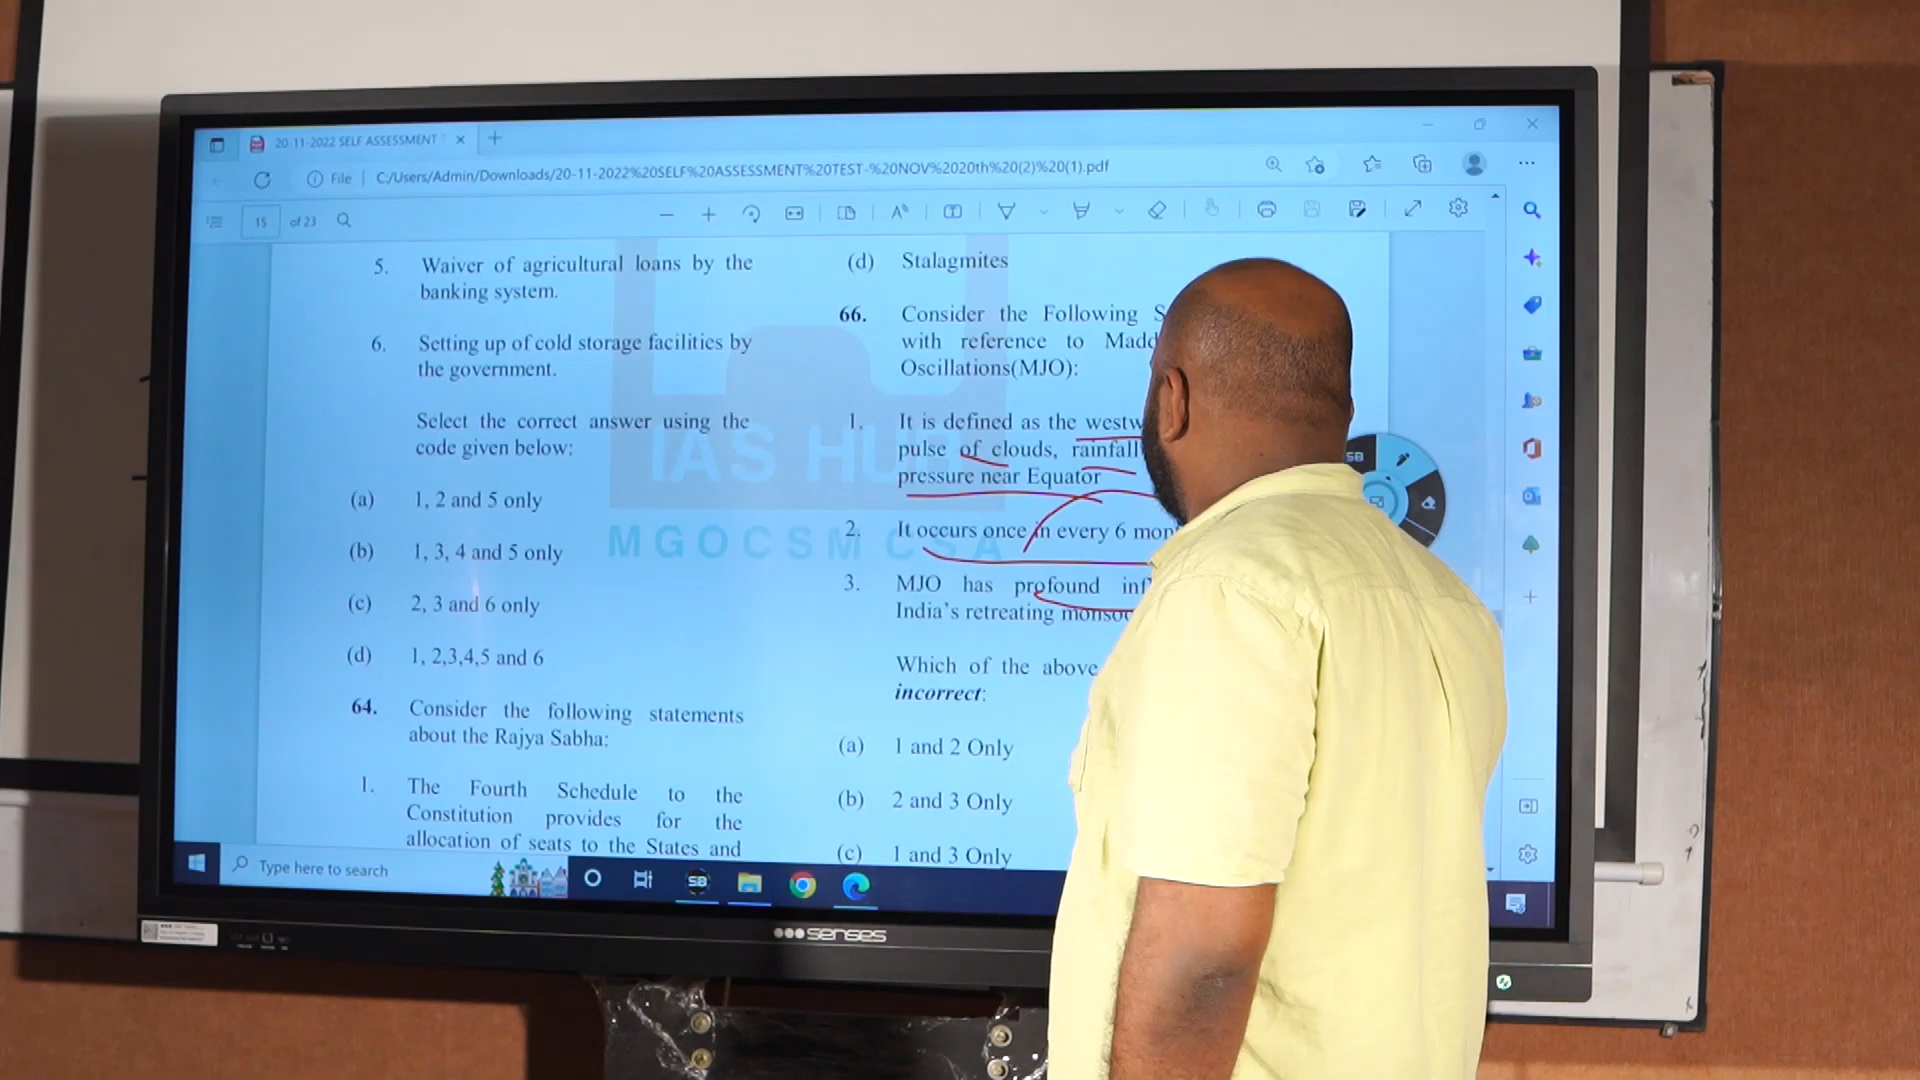 20-11-2022 SELF ASSESSMENT
File | C:/Users/Admin/Downloads/20-11-2022%20SELF%20ASSESSMENT%20TEST-%20NOV%2020th%20(2)%20(1).pdf
15 of 23
5. Waiver of agricultural loans by the
banking system.
6. Setting up of cold storage facilities by
the government.
Select the correct answer using the
code given below:
(a) 1, 2 and 5 only
(b) 1, 3, 4 and 5 only
(c) 2, 3 and 6 only
(d) 1, 2,3,4,5 and 6
64. Consider the following statements
about the Rajya Sabha:
1. The Fourth Schedule to the
Constitution provides for the
allocation of seats to the States and
(d) Stalagmites
66. Consider the Following
with reference to
Oscillations(MJO):
1. It is defined as the
pulse of clouds, rainfall
pressure near Equator
2. It occurs once in every 6
3. MJO has profound
India's retreating
Which of the above
incorrect:
(a) 1 and 2 Only
(b) 2 and 3 Only
(c) 1 and 3 Only
IAS HU
MGOCSM CSA
SB
Type here to search
SB
senses